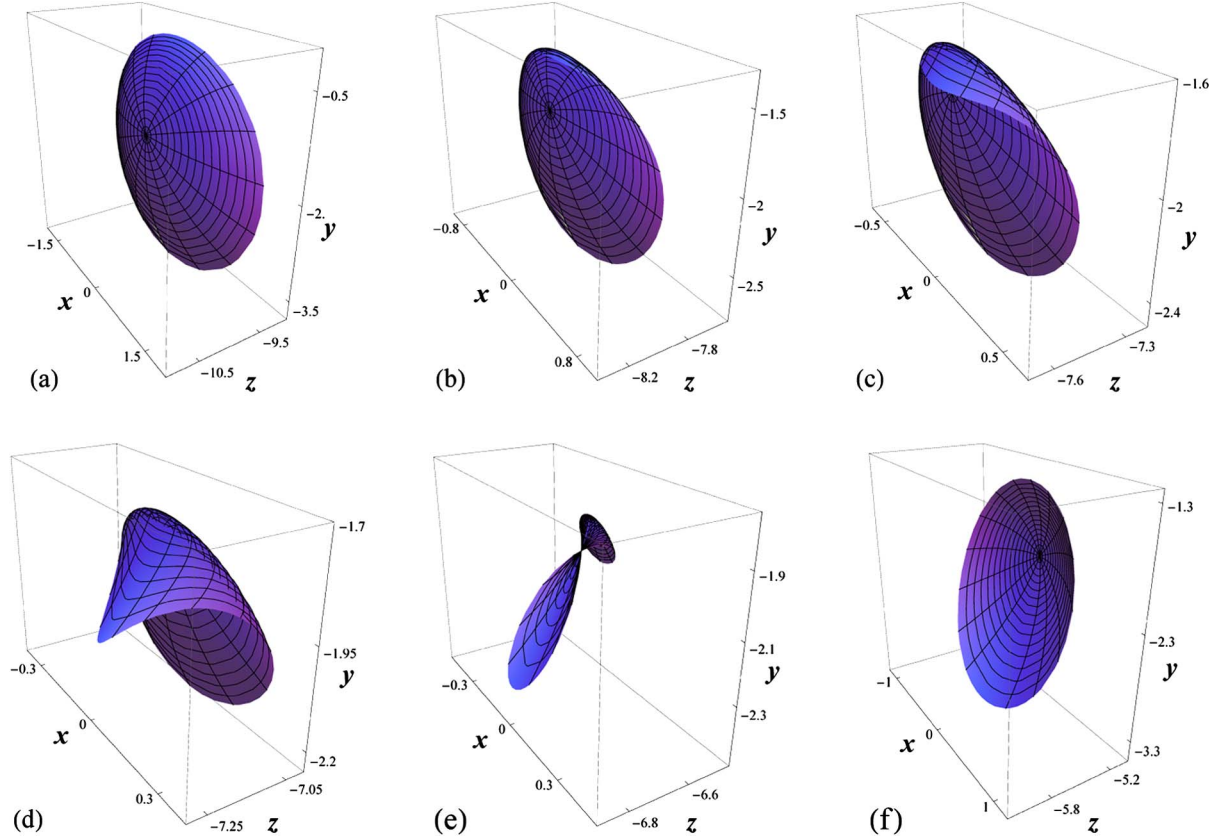 −0.5
−2.
y
−3.5
−1.5
x
0
1.5
−9.5
−10.5
z
(a)
−1.5
−2
y
−2.5
−0.8
x
0
0.8
−7.8
−8.2
z
(b)
−1.6
−2
y
−2.4
−0.5
x
0
0.5
−7.3
−7.6
z
(c)
−1.7
−1.95
y
−2.2
−0.3
x
0
0.3
−7.05
−7.25
z
(d)
−1.9
−2.1
y
−2.3
−0.3
x
0
0.3
−6.6
−6.8
z
(e)
−1.3
−2.3
y
−3.3
−1
x
0
1
−5.2
−5.8
z
(f)